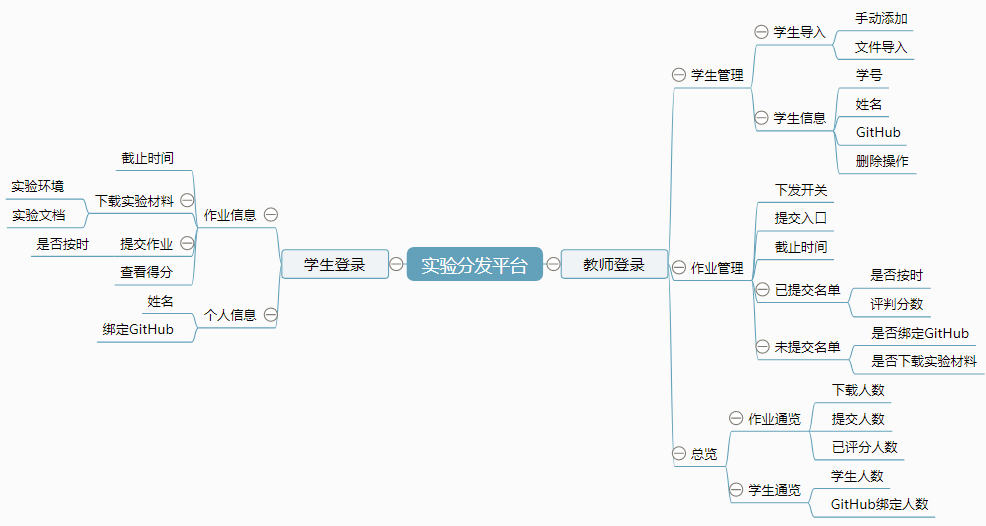 实验分发平台
学生登录
作业信息
截止时间
下载实验材料
实验环境
实验文档
提交作业
是否按时
查看得分
个人信息
姓名
绑定GitHub
教师登录
学生管理
学生导入
手动添加
文件导入
学生信息
学号
姓名
GitHub
删除操作
作业管理
下发开关
提交入口
截止时间
已提交名单
是否按时
评判分数
未提交名单
是否绑定GitHub
是否下载实验材料
总览
作业通览
下载人数
提交人数
已评分人数
学生通览
学生人数
GitHub绑定人数